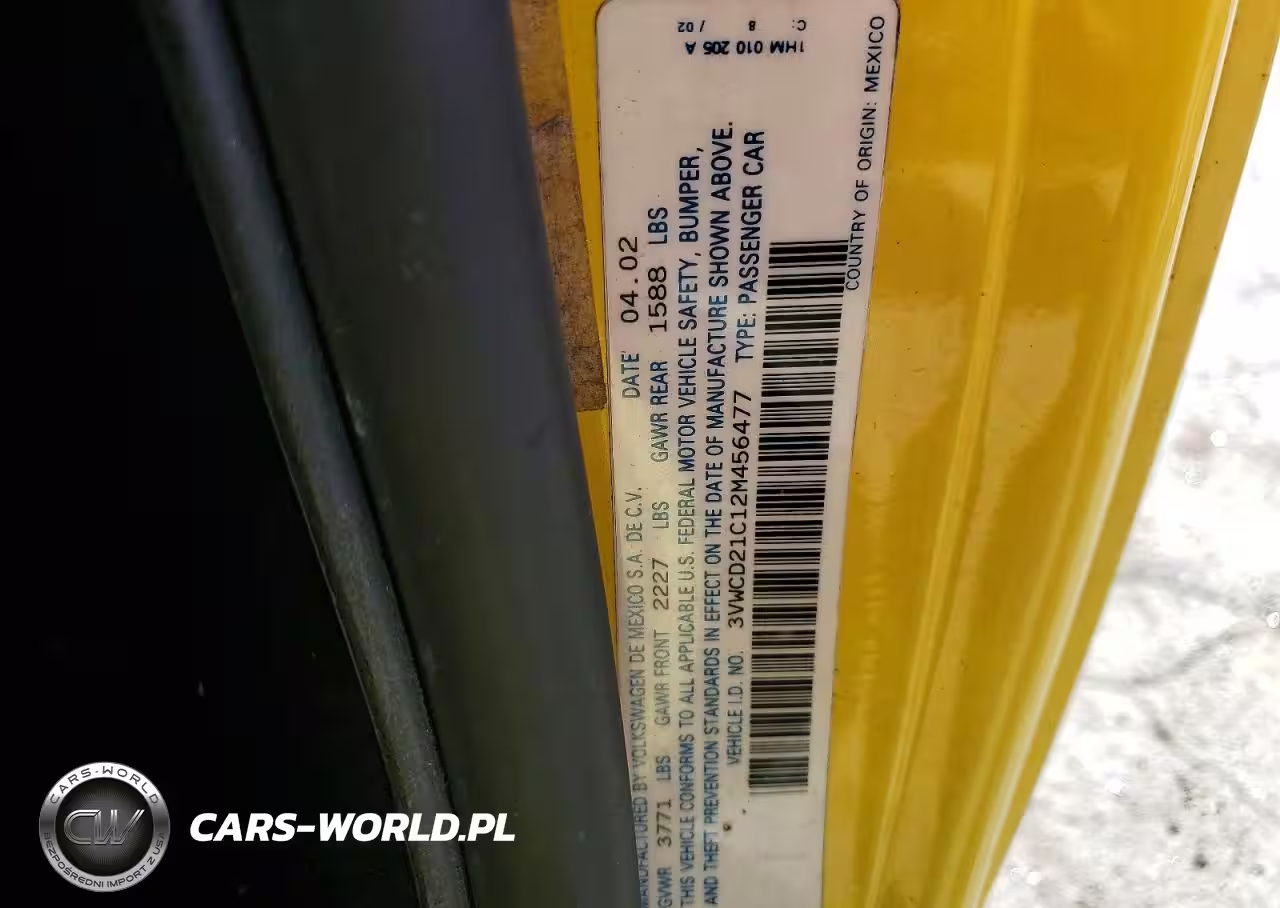 1HM 010 205 A
C: 8 / 02
MANUFACTURED BY VOLKSWAGEN DE MEXICO S.A. DE C.V. DATE 04.02
GVWR 3771 LBS GAWR FRONT 2227 LBS GAWR REAR 1588 LBS
THIS VEHICLE CONFORMS TO ALL APPLICABLE U.S. FEDERAL MOTOR VEHICLE SAFETY, BUMPER,
AND THEFT PREVENTION STANDARDS IN EFFECT ON THE DATE OF MANUFACTURE SHOWN ABOVE.
VEHICLE I.D. NO. 3VWCD21C12M456477 TYPE: PASSENGER CAR
COUNTRY OF ORIGIN: MEXICO
CARS-WORLD
CW
BEZPOŚREDNI IMPORT Z USA
CARS-WORLD.PL